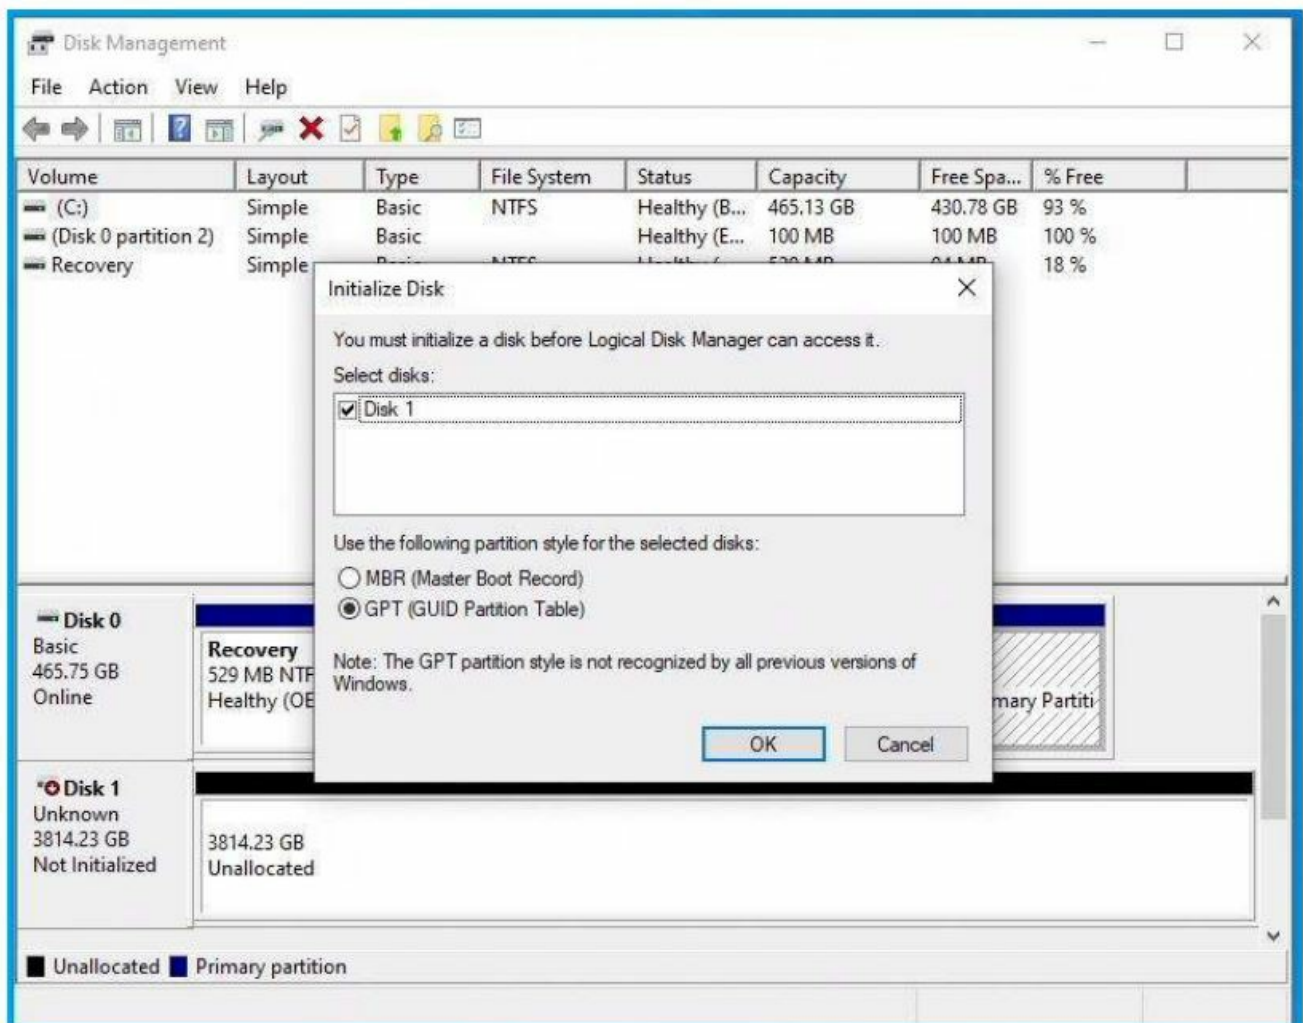 Disk Management
File Action View Help
Volume Layout Type File System Status Capacity Free Spa... % Free
(C:) Simple Basic NTFS Healthy (B... 465.13 GB 430.78 GB 93 %
(Disk 0 partition 2) Simple Basic Healthy (E... 100 MB 100 MB 100 %
Recovery Simple 18 %
Initialize Disk
You must initialize a disk before Logical Disk Manager can access it.
Select disks:
Disk 1
Use the following partition style for the selected disks:
MBR (Master Boot Record)
GPT (GUID Partition Table)
Note: The GPT partition style is not recognized by all previous versions of
Windows.
OK Cancel
Disk 0
Basic
465.75 GB
Online
Recovery
529 MB NTF
Healthy (OE
mary Partiti
Disk 1
Unknown
3814.23 GB
Not Initialized
3814.23 GB
Unallocated
Unallocated Primary partition